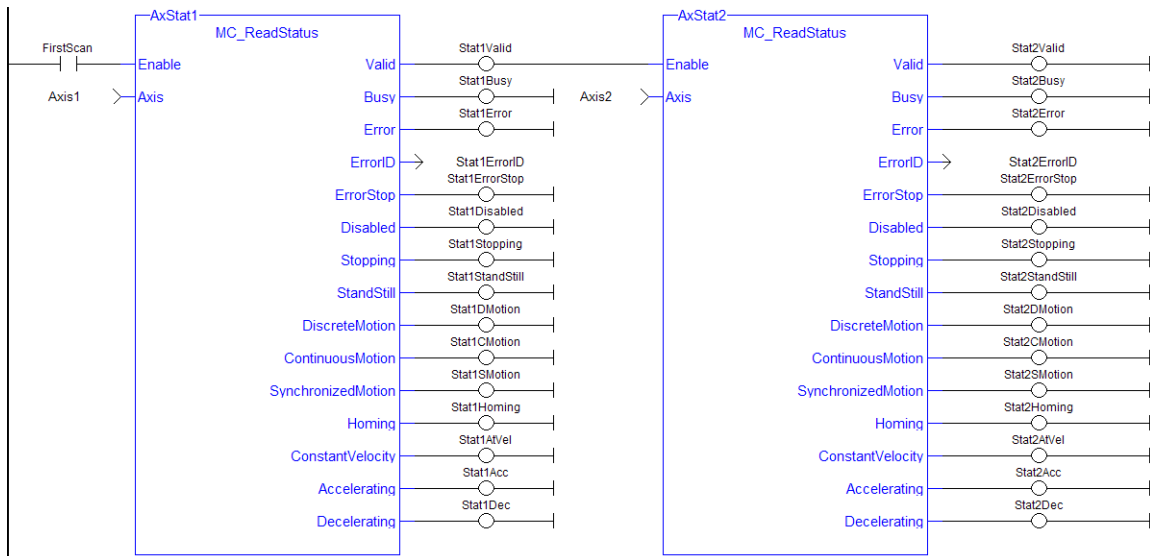 AxStat1
MC_ReadStatus
FirstScan
Enable
Axis1
Axis
Valid
Stat1Valid
Busy
Stat1Busy
Error
Stat1Error
ErrorID
Stat1ErrorID
ErrorStop
Stat1ErrorStop
Disabled
Stat1Disabled
Stopping
Stat1Stopping
StandStill
Stat1StandStill
DiscreteMotion
Stat1DMotion
ContinuousMotion
Stat1CMotion
SynchronizedMotion
Stat1SMotion
Homing
Stat1Homing
ConstantVelocity
Stat1AtVel
Accelerating
Stat1Acc
Decelerating
Stat1Dec
AxStat2
MC_ReadStatus
Enable
Axis2
Axis
Valid
Stat2Valid
Busy
Stat2Busy
Error
Stat2Error
ErrorID
Stat2ErrorID
ErrorStop
Stat2ErrorStop
Disabled
Stat2Disabled
Stopping
Stat2Stopping
StandStill
Stat2StandStill
DiscreteMotion
Stat2DMotion
ContinuousMotion
Stat2CMotion
SynchronizedMotion
Stat2SMotion
Homing
Stat2Homing
ConstantVelocity
Stat2AtVel
Accelerating
Stat2Acc
Decelerating
Stat2Dec